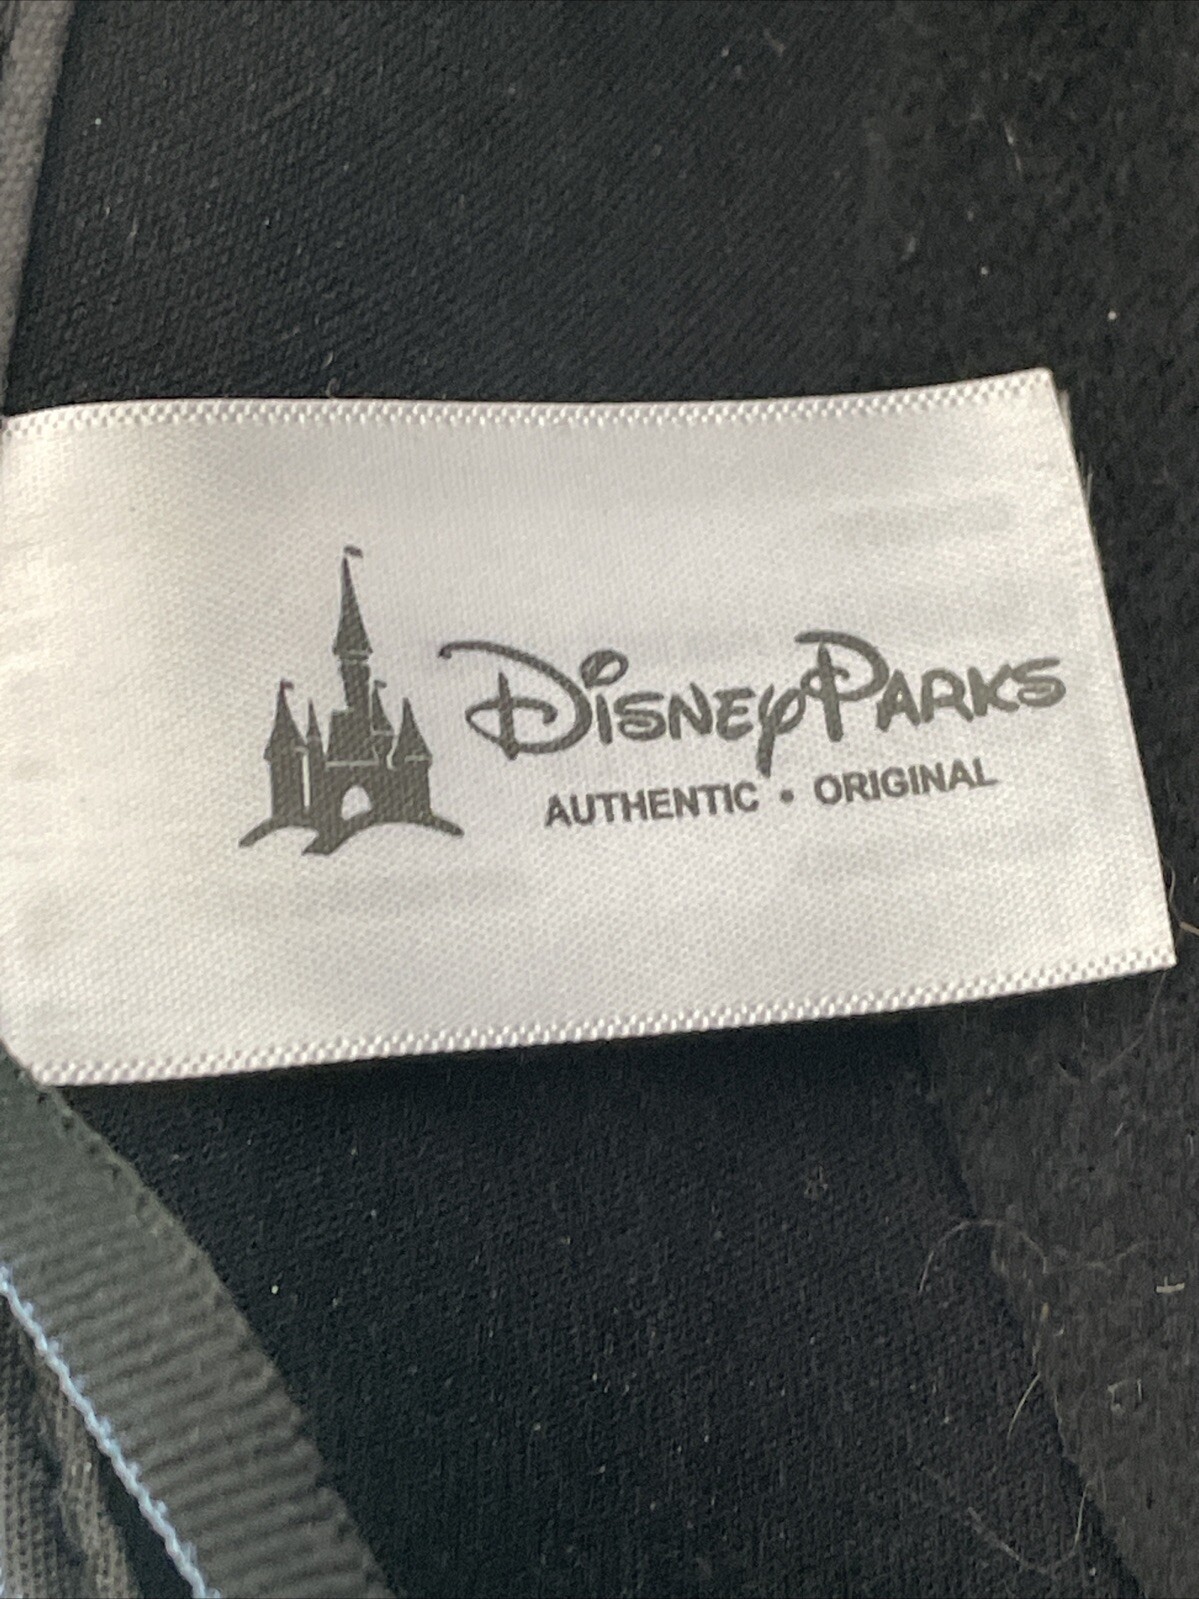 Disney Parks
AUTHENTIC • ORIGINAL